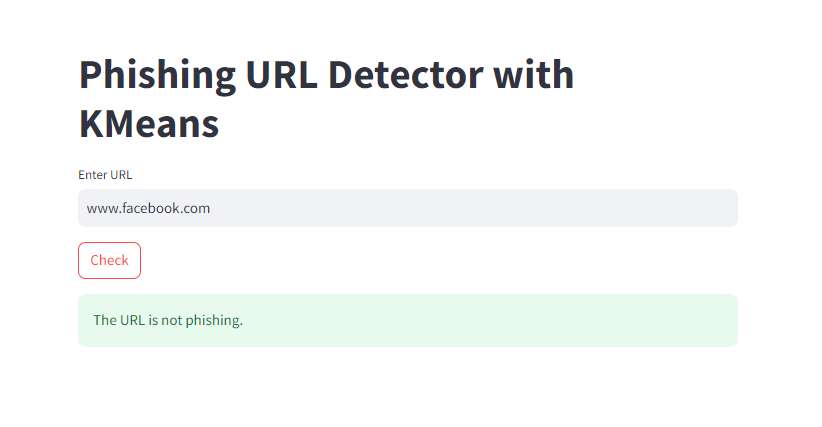 Phishing URL Detector with
KMeans
Enter URL
www.facebook.com
Check
The URL is not phishing.